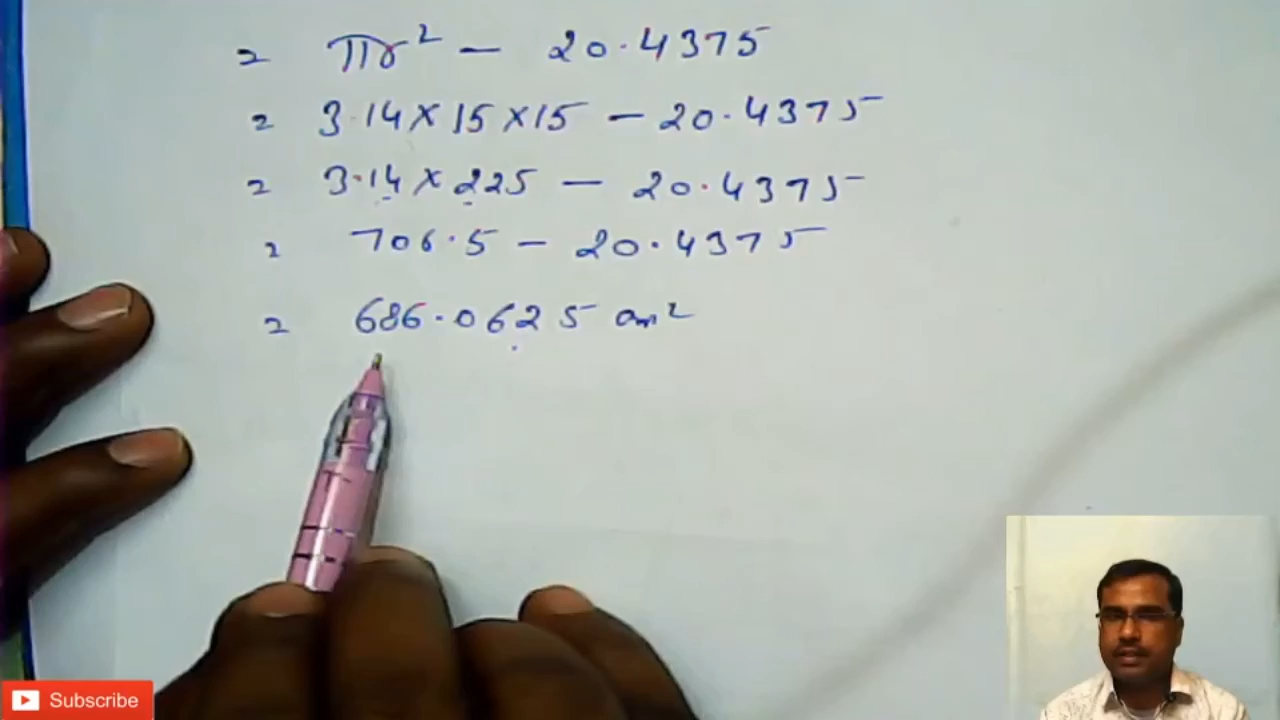 = πr² - 20.4375
= 3.14 × 15 × 15 - 20.4375
= 3.14 × 225 - 20.4375
= 706.5 - 20.4375
= 686.0625 cm²
Subscribe